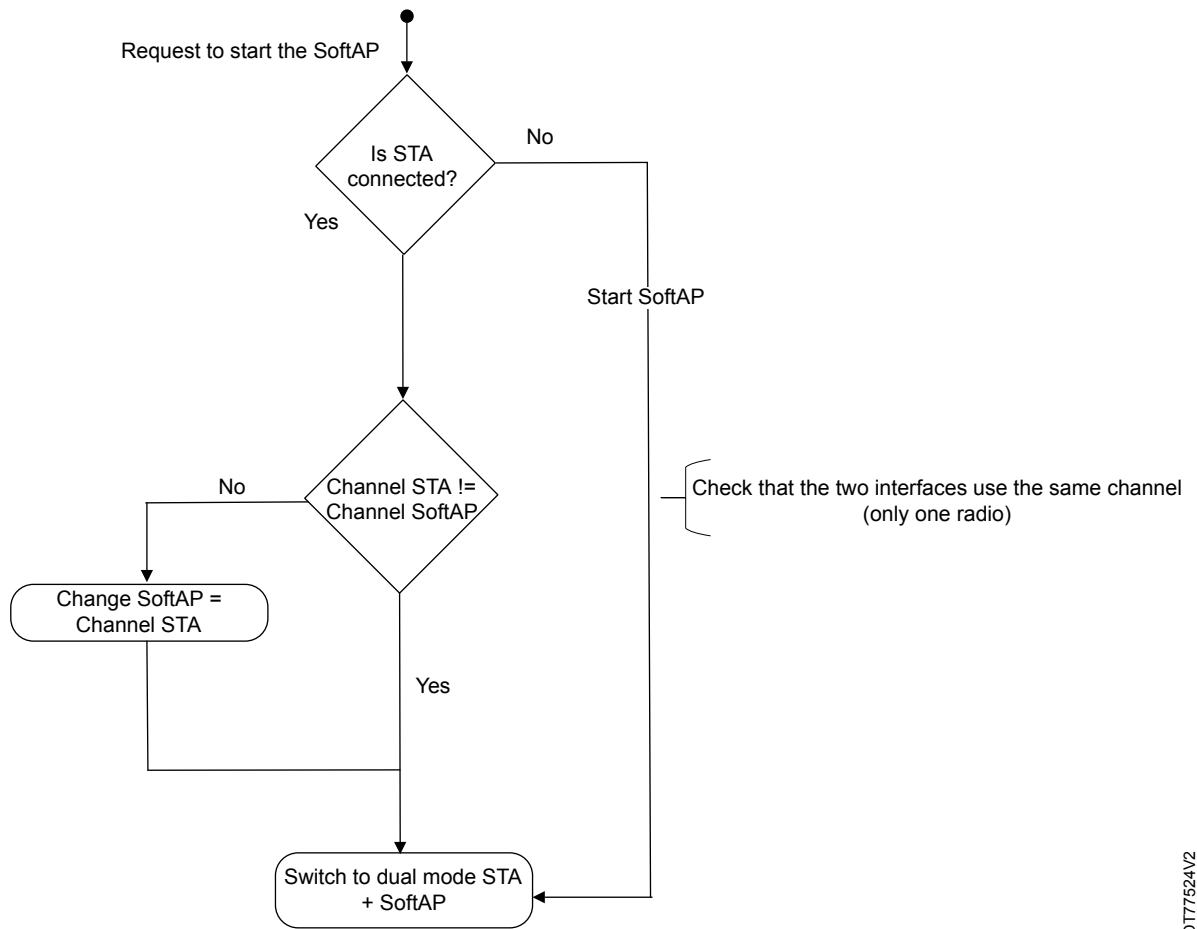 Request to start the SoftAP
Is STA
connected?
No
Yes
Start SoftAP
Channel STA !=
Channel SoftAP
No
Check that the two interfaces use the same channel
(only one radio)
Change SoftAP =
Channel STA
Yes
Switch to dual mode STA
+ SoftAP
DT77524V2